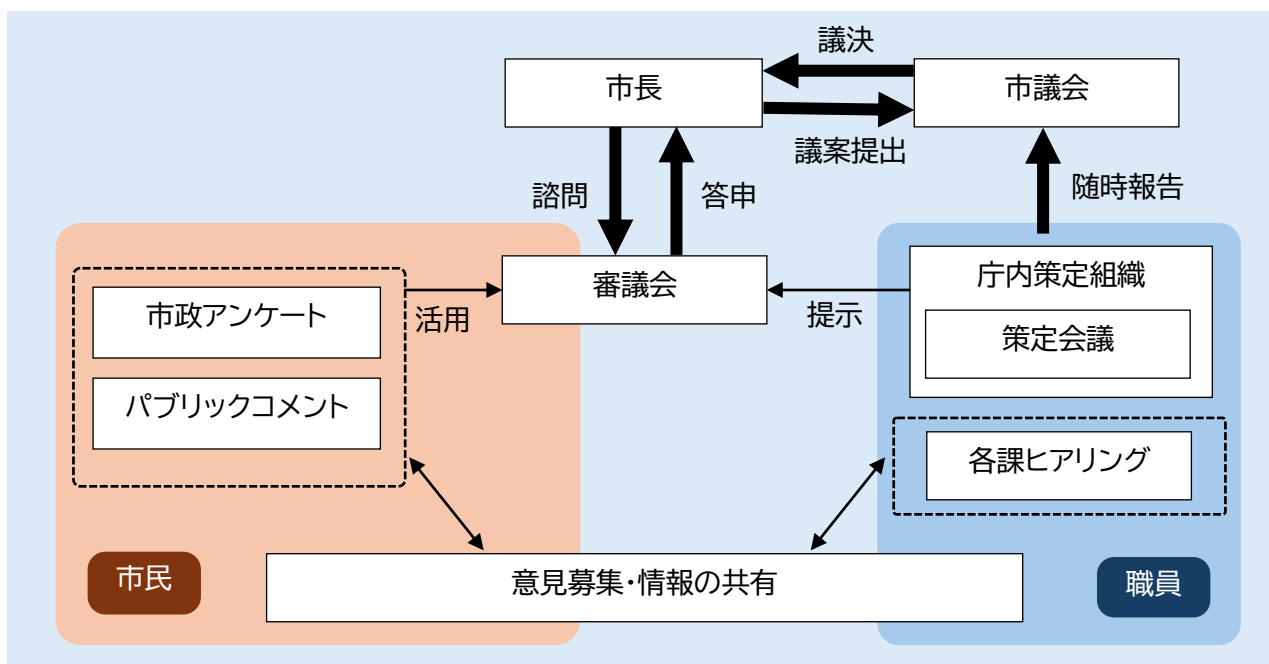 議決
市長
市議会
議案提出
諮問
答申
随時報告
審議会
庁内策定組織
市政アンケート
活用
提示
策定会議
パブリックコメント
各課ヒアリング
市民
意見募集・情報の共有
職員